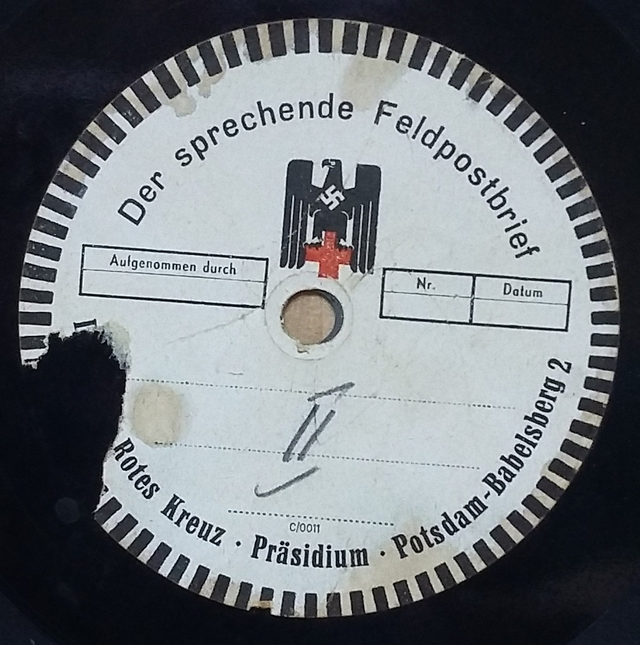 Der sprechende Feldpostbrief
Aufgenommen durch
Nr. Datum
II
C/0011
Rotes Kreuz · Präsidium · Potsdam-Babelsberg 2